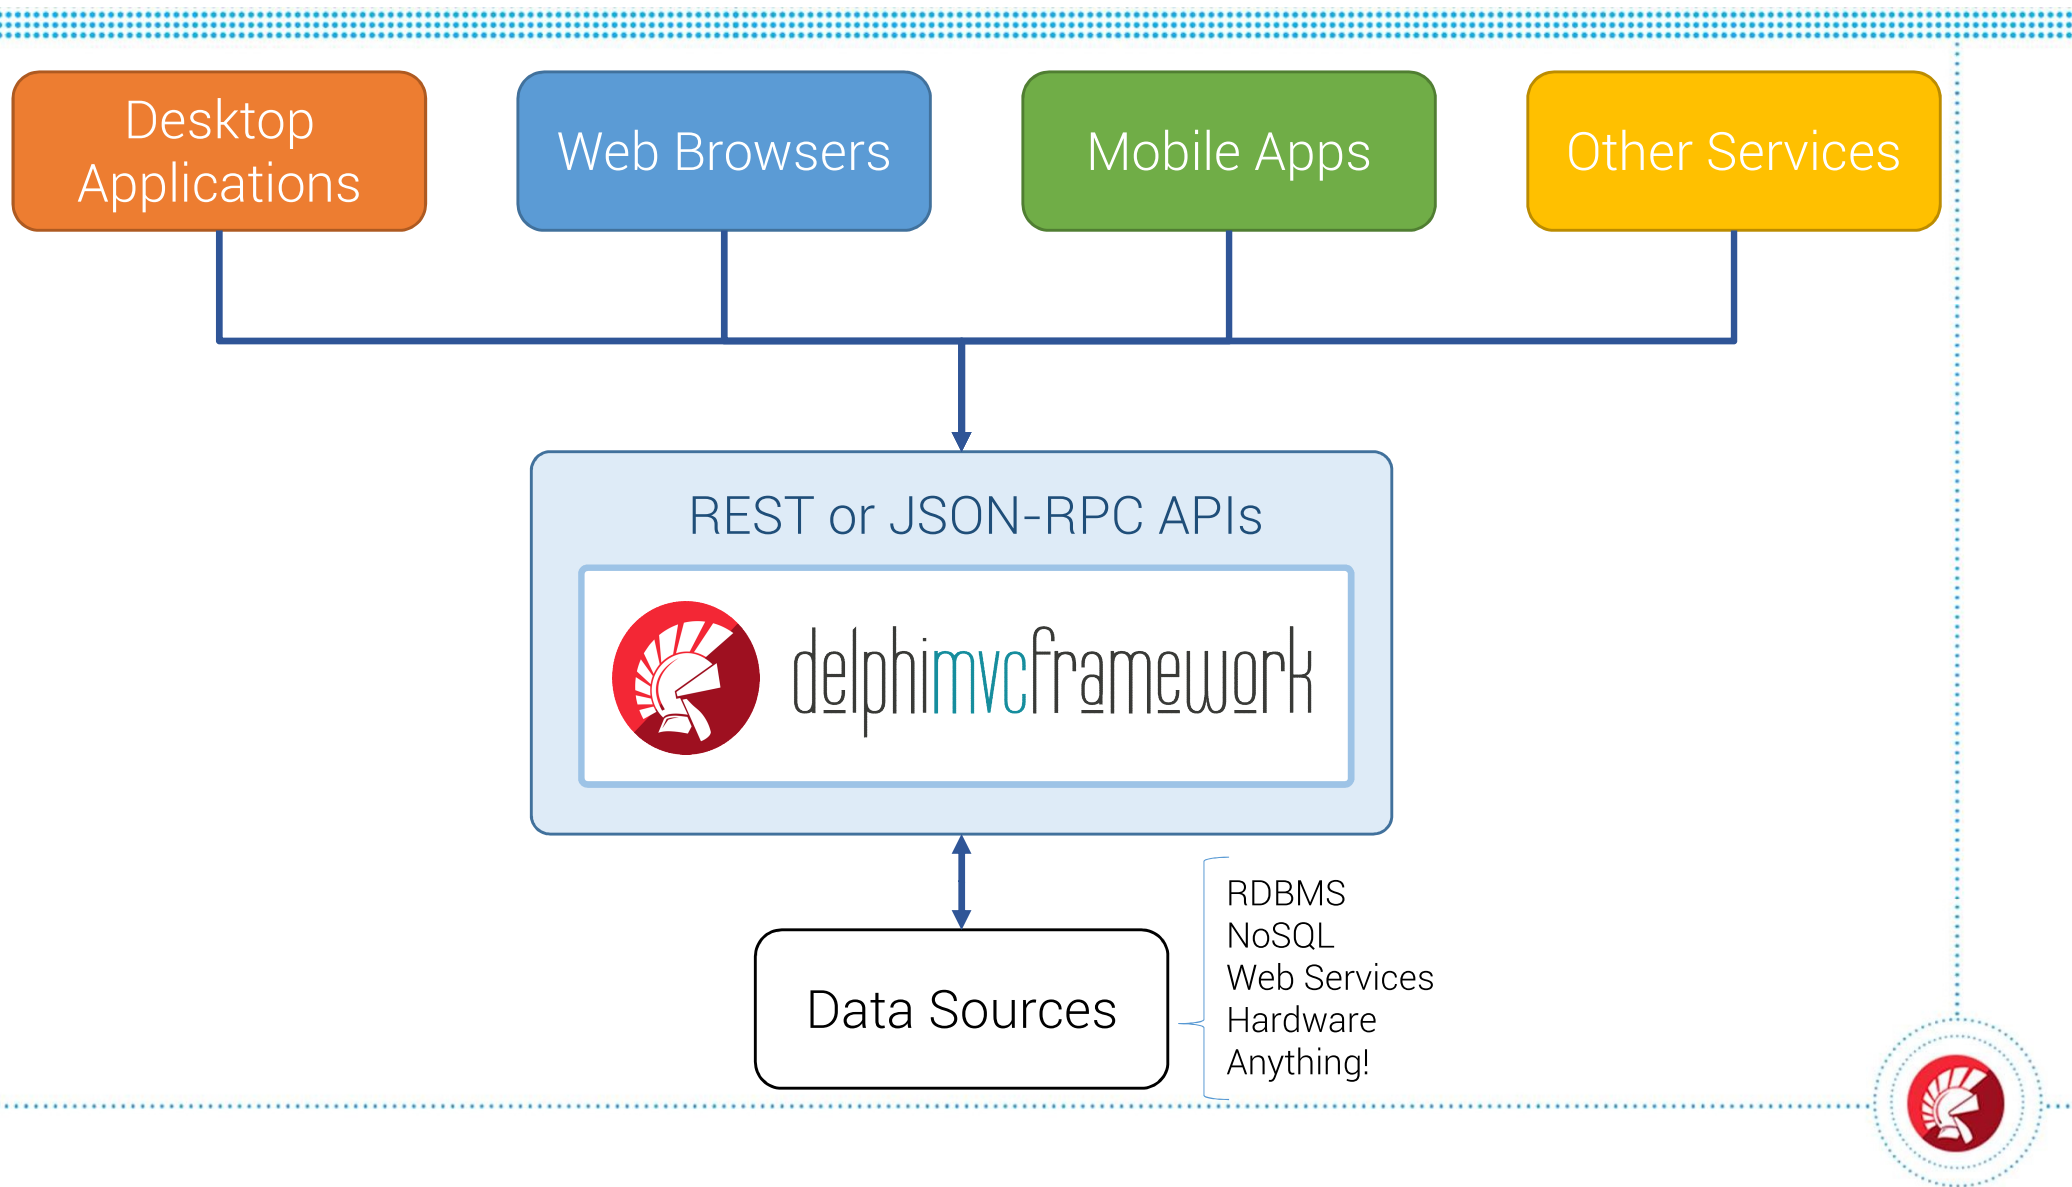 Desktop
Applications
Web Browsers
Mobile Apps
Other Services
REST or JSON-RPC APIs
delphimvcframework
Data Sources
RDBMS
NoSQL
Web Services
Hardware
Anything!